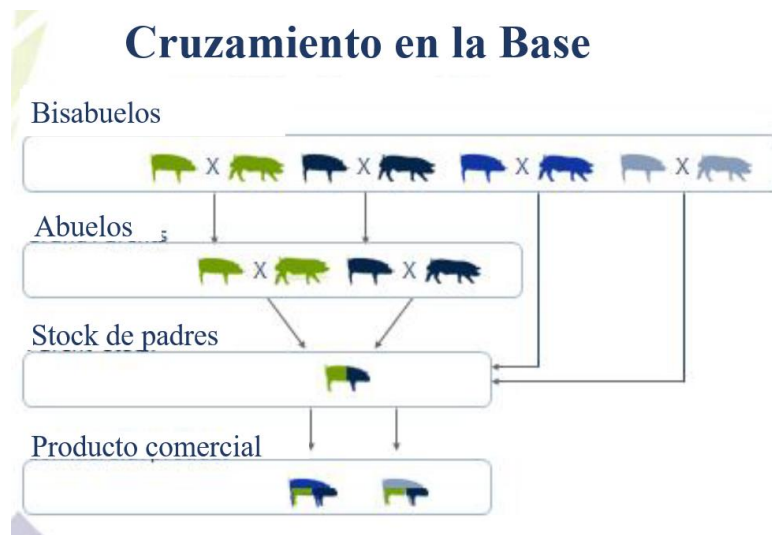 Cruzamiento en la Base
Bisabuelos
X X X X
Abuelos
X X
Stock de padres
Producto comercial